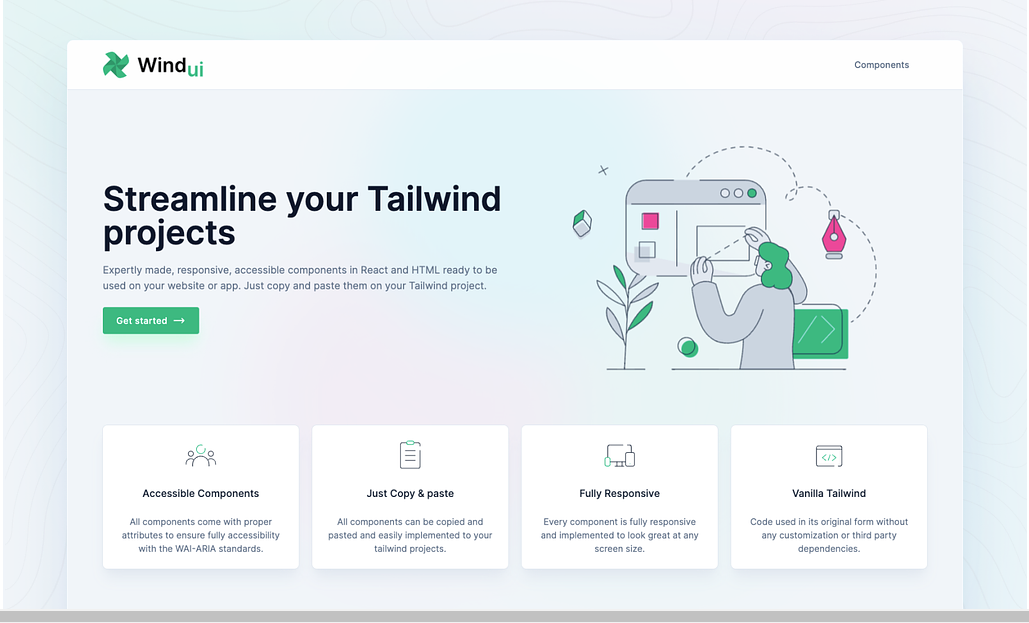 Windui
Components
Streamline your Tailwind
projects
Expertly made, responsive, accessible components in React and HTML ready to be
used on your website or app. Just copy and paste them on your Tailwind project.
Get started →
Accessible Components
All components come with proper
attributes to ensure fully accessibility
with the WAI-ARIA standards.
Just Copy & paste
All components can be copied and
pasted and easily implemented to your
tailwind projects.
Fully Responsive
Every component is fully responsive
and implemented to look great at any
screen size.
Vanilla Tailwind
Code used in its original form without
any customization or third party
dependencies.